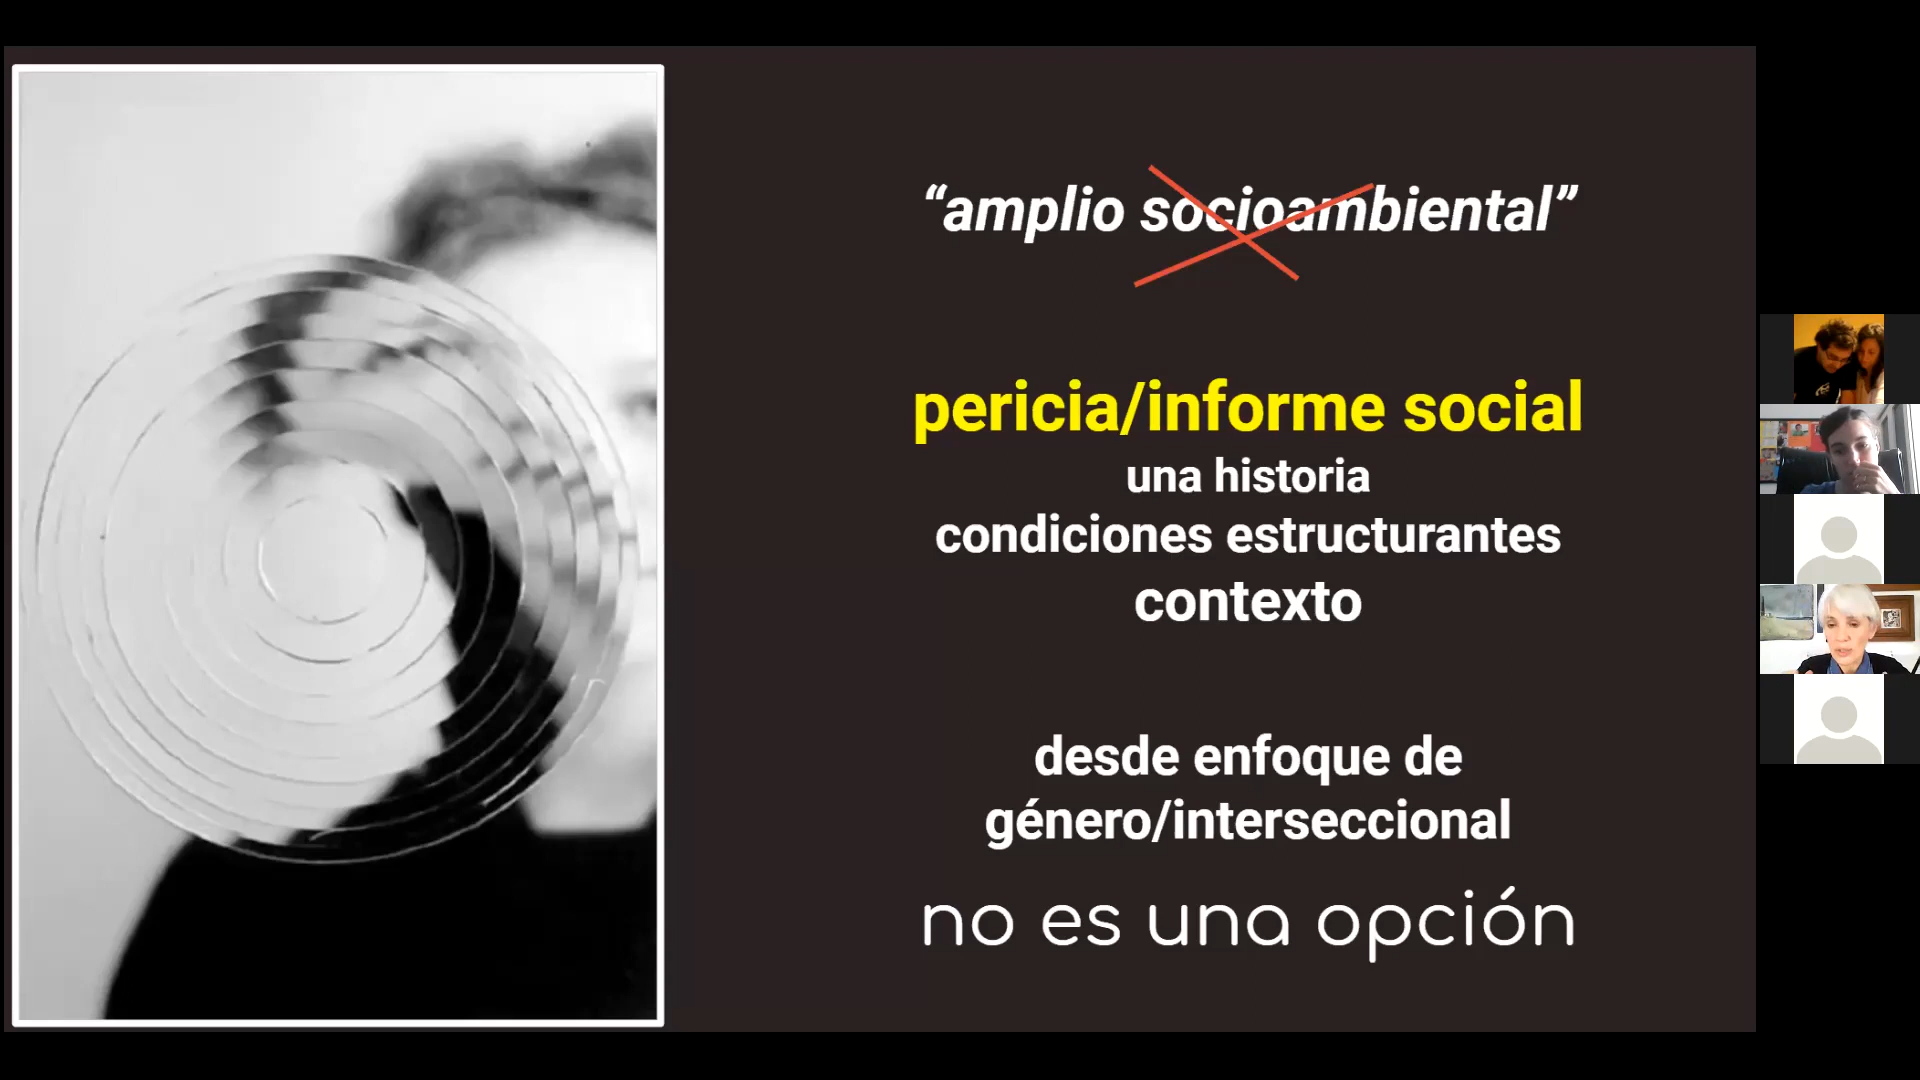 “amplio socioambiental”
pericia/informe social
una historia
condiciones estructurantes
contexto
desde enfoque de
género/interseccional
no es una opción